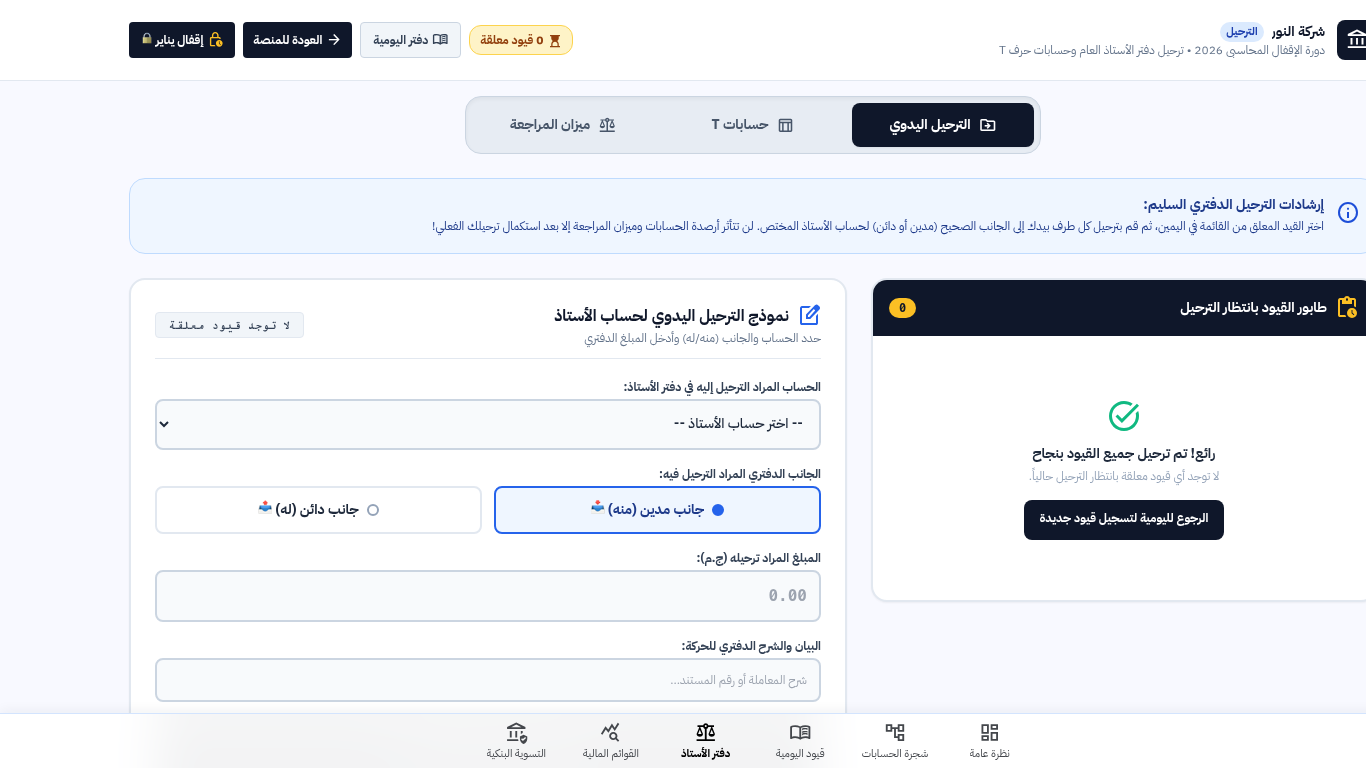 شركة النور الترحيل
دورة الإقفال المحاسبي 2026 • ترحيل دفتر الأستاذ العام وحسابات حرف T
0 قيود معلقة
دفتر اليومية
العودة للمنصة
إقفال يناير
الترحيل اليدوي
حسابات T
ميزان المراجعة
إرشادات الترحيل الدفتري السليم:
اختر القيد المعلق من القائمة في اليمين، ثم قم بترحيل كل طرف بيدك إلى الجانب الصحيح (مدين أو دائن) لحساب الأستاذ المختص. لن تتأثر أرصدة الحسابات وميزان المراجعة إلا بعد استكمال ترحيلك الفعلي!
طابور القيود بانتظار الترحيل
0
رائع! تم ترحيل جميع القيود بنجاح
لا توجد أي قيود معلقة بانتظار الترحيل حالياً.
الرجوع لليومية لتسجيل قيود جديدة
نموذج الترحيل اليدوي لحساب الأستاذ
حدد الحساب والجانب (منه/له) وأدخل المبلغ الدفتري
لا توجد قيود معلقة
الحساب المراد الترحيل إليه في دفتر الأستاذ:
-- اختر حساب الأستاذ --
الجانب الدفتري المراد الترحيل فيه:
جانب مدين (منه)
جانب دائن (له)
المبلغ المراد ترحيله (ج.م):
0.00
البيان والشرح الدفتري للحركة:
شرح المعاملة أو رقم المستند...
نظرة عامة
شجرة الحسابات
قيود اليومية
دفتر الأستاذ
القوائم المالية
التسوية البنكية